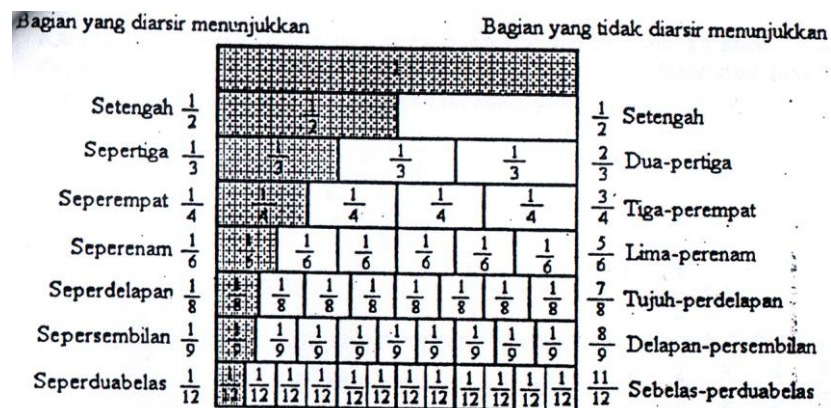 Bagian yang diarsir menunjukkan Bagian yang tidak diarsir menunjukkan
1
Setengah 1/2 1/2 1/2 Setengah
Sepertiga 1/3 1/3 1/3 1/3 2/3 Dua-pertiga
Seperempat 1/4 1/4 1/4 1/4 1/4 3/4 Tiga-perempat
Seperenam 1/6 1/6 1/6 1/6 1/6 1/6 1/6 5/6 Lima-perenam
Seperdelapan 1/8 1/8 1/8 1/8 1/8 1/8 1/8 1/8 1/8 7/8 Tujuh-perdelapan
Sepersembilan 1/9 1/9 1/9 1/9 1/9 1/9 1/9 1/9 1/9 1/9 8/9 Delapan-persembilan
Seperduabelas 1/12 1/12 1/12 1/12 1/12 1/12 1/12 1/12 1/12 1/12 1/12 1/12 1/12 11/12 Sebelas-perduabelas